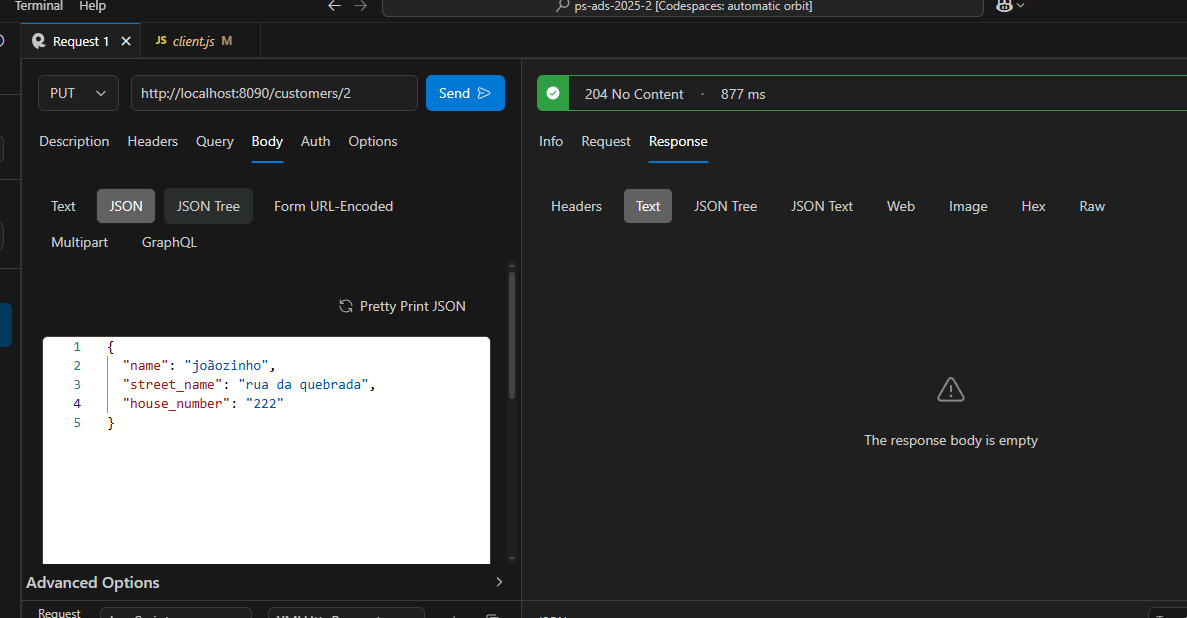 Terminal Help
ps-ads-2025-2 [Codespaces: automatic orbit]
Request 1
JS client.js M
PUT
http://localhost:8090/customers/2
Send
204 No Content · 877 ms
Description Headers Query Body Auth Options
Info Request Response
Text JSON JSON Tree Form URL-Encoded
Multipart GraphQL
Headers Text JSON Tree JSON Text Web Image Hex Raw
Pretty Print JSON
1 {
2 "name": "joãozinho",
3 "street_name": "rua da quebrada",
4 "house_number": "222"
5 }
The response body is empty
Advanced Options
Request